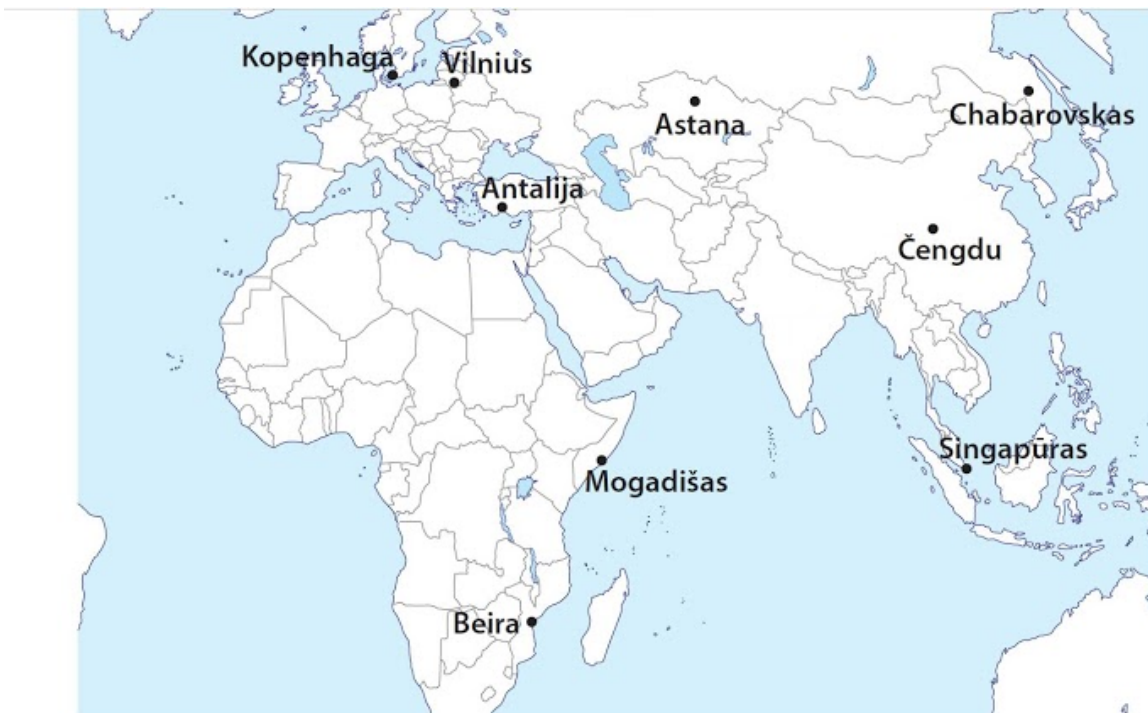 Kopenhaga
Vilnius
Astana
Chabarovskas
Antalija
Čengdu
Singapūras
Mogadišas
Beira